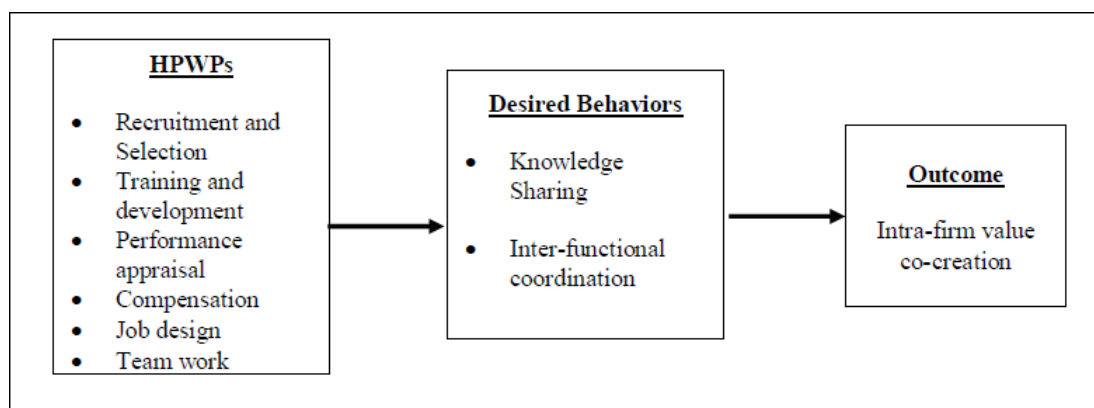 HPWPs
• Recruitment and
Selection
• Training and
development
• Performance
appraisal
• Compensation
• Job design
• Team work
Desired Behaviors
• Knowledge
Sharing
• Inter-functional
coordination
Outcome
Intra-firm value
co-creation